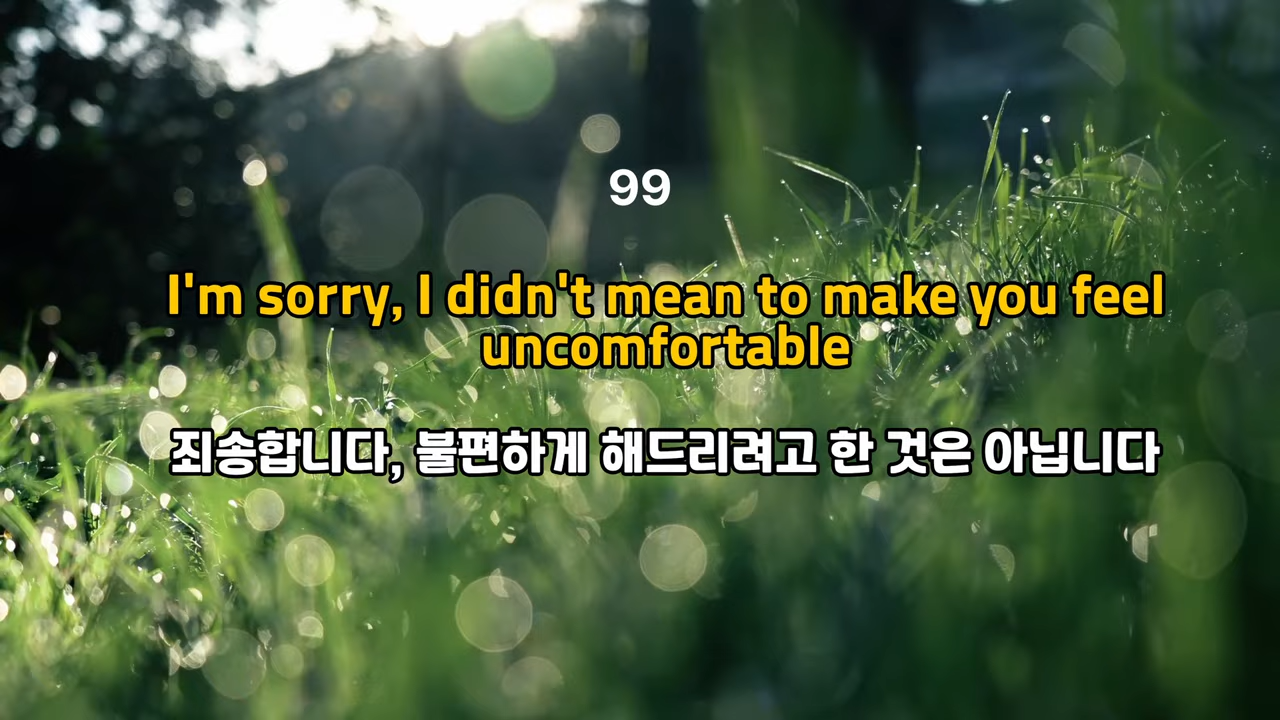 99
I'm sorry, I didn't mean to make you feel
uncomfortable
죄송합니다, 불편하게 해드리려고 한 것은 아닙니다